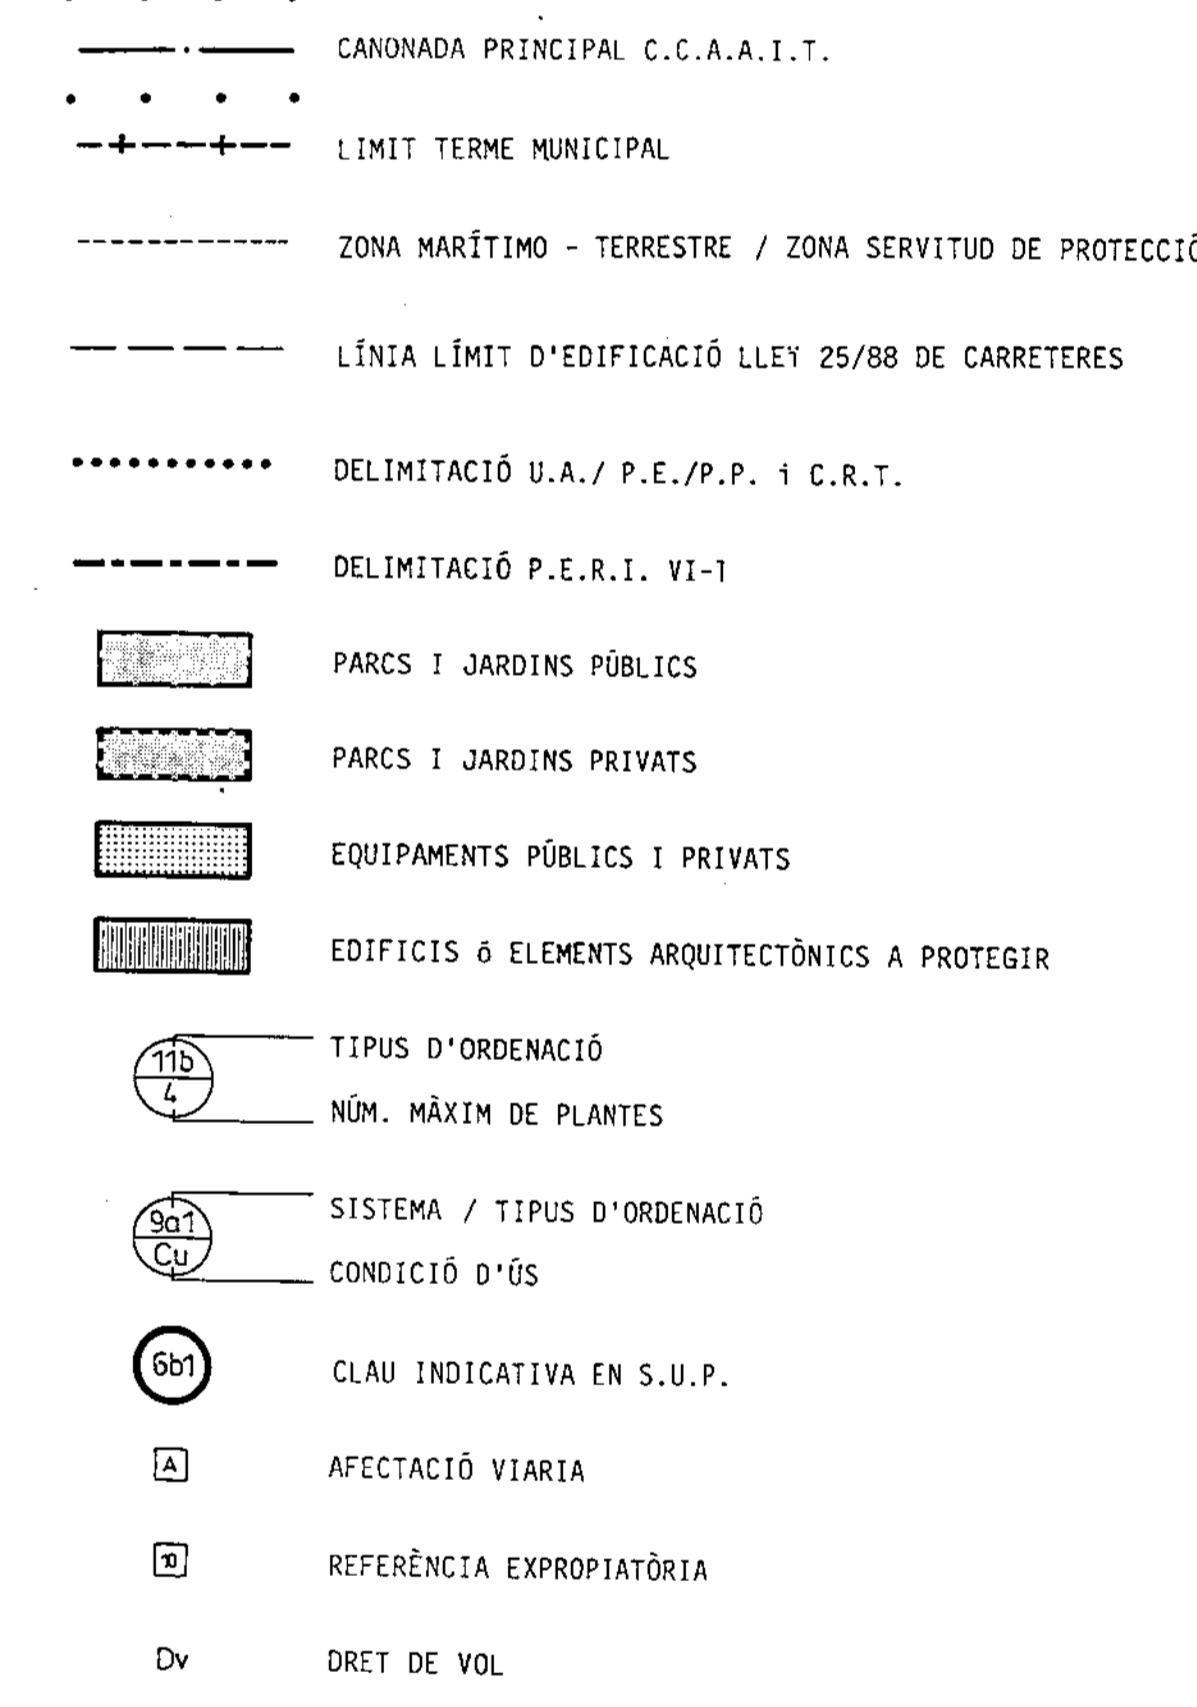 CANONADA PRINCIPAL C.C.A.A.I.T.
LIMIT TERME MUNICIPAL
ZONA MARÍTIMO - TERRESTRE / ZONA SERVITUD DE PROTECCIÓ
LÍNIA LÍMIT D'EDIFICACIÓ LLEÏ 25/88 DE CARRETERES
DELIMITACIÓ U.A./ P.E./P.P. i C.R.T.
DELIMITACIÓ P.E.R.I. VI-1
PARCS I JARDINS PÚBLICS
PARCS I JARDINS PRIVATS
EQUIPAMENTS PÚBLICS I PRIVATS
EDIFICIS ó ELEMENTS ARQUITECTÒNICS A PROTEGIR
11b TIPUS D'ORDENACIÓ
4 NÚM. MÀXIM DE PLANTES
9a1 SISTEMA / TIPUS D'ORDENACIÓ
Cu CONDICIÓ D'ÚS
6b1 CLAU INDICATIVA EN S.U.P.
A AFECTACIÓ VIARIA
10 REFERÈNCIA EXPROPIATÒRIA
Dv DRET DE VOL